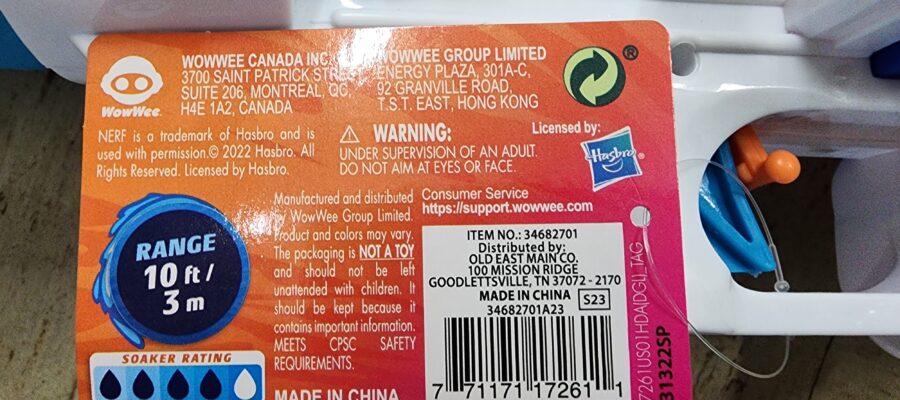 WOWWEE CANADA INC.
3700 SAINT PATRICK
SUITE 206, MONTREAL, QC,
H4E 1A2, CANADA
WOWWEE GROUP LIMITED
ENERGY PLAZA, 301A-C,
92 GRANVILLE ROAD,
T.S.T. EAST, HONG KONG
®
WowWee
NERF is a trademark of Hasbro and is
used with permission.© 2022 Hasbro. All
Rights Reserved. Licensed by Hasbro.
⚠ WARNING:
UNDER SUPERVISION OF AN ADULT.
DO NOT AIM AT EYES OR FACE.
Licensed by:
Hasbro®
RANGE
10 ft /
3 m
SOAKER RATING
Manufactured and distributed
by WowWee Group Limited.
Product and colors may vary.
The packaging is NOT A TOY
and should not be left
unattended with children. It
should be kept because it
contains important information.
MEETS CPSC SAFETY
REQUIREMENTS.
MADE IN CHINA
Consumer Service
https://support.wowwee.com
ITEM NO.: 34682701
Distributed by:
OLD EAST MAIN CO.
100 MISSION RIDGE
GOODLETTSVILLE, TN 37072 - 2170
MADE IN CHINA
S23
34682701A23
7 71171 17261 1
7261US01HDA(DGL)_TAG
31322SP